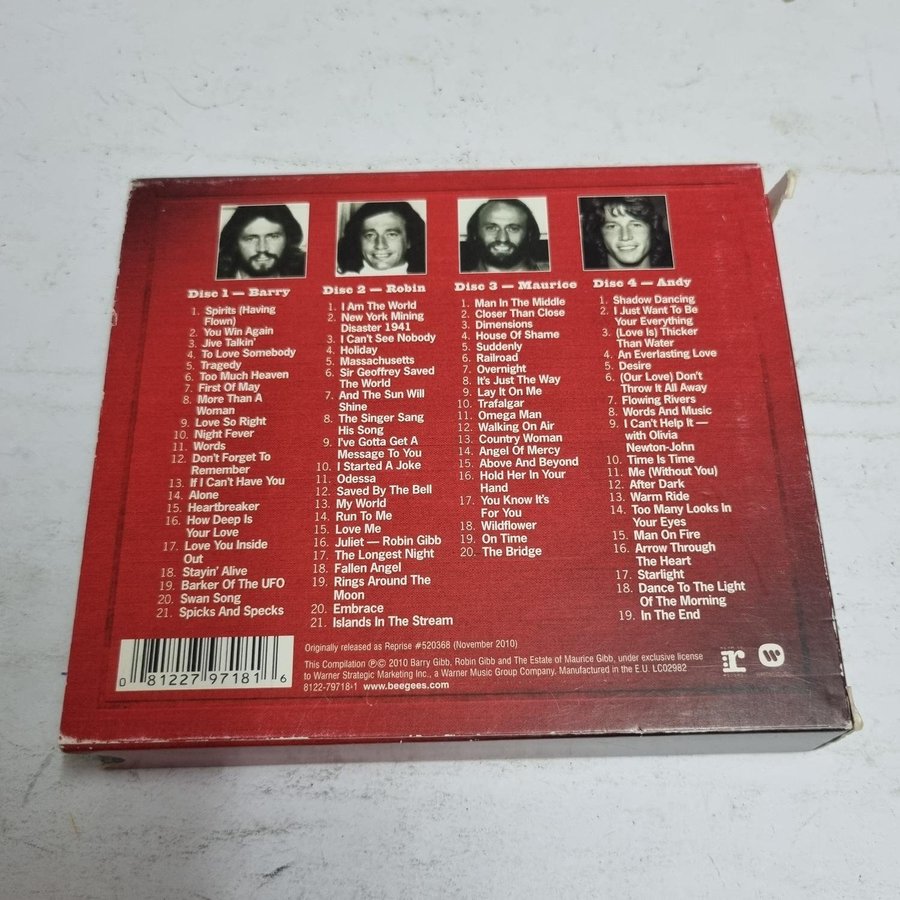 Disc 1 — Barry
1. Spirits (Having
Flown)
2. You Win Again
3. Jive Talkin'
4. To Love Somebody
5. Tragedy
6. Too Much Heaven
7. First Of May
8. More Than A
Woman
9. Love So Right
10. Night Fever
11. Words
12. Don't Forget To
Remember
13. If I Can't Have You
14. Alone
15. Heartbreaker
16. How Deep Is
Your Love
17. Love You Inside
Out
18. Stayin' Alive
19. Barker Of The UFO
20. Swan Song
21. Spicks And Specks
Disc 2 — Robin
1. I Am The World
2. New York Mining
Disaster 1941
3. I Can't See Nobody
4. Holiday
5. Massachusetts
6. Sir Geoffrey Saved
The World
7. And The Sun Will
Shine
8. The Singer Sang
His Song
9. I've Gotta Get A
Message To You
10. I Started A Joke
11. Odessa
12. Saved By The Bell
13. My World
14. Run To Me
15. Love Me
16. Juliet — Robin Gibb
17. The Longest Night
18. Fallen Angel
19. Rings Around The
Moon
20. Embrace
21. Islands In The Stream
Disc 3 — Maurice
1. Man In The Middle
2. Closer Than Close
3. Dimensions
4. House Of Shame
5. Suddenly
6. Railroad
7. Overnight
8. It's Just The Way
9. Lay It On Me
10. Trafalgar
11. Omega Man
12. Walking On Air
13. Country Woman
14. Angel Of Mercy
15. Above And Beyond
16. Hold Her In Your
Hand
17. You Know It's
For You
18. Wildflower
19. On Time
20. The Bridge
Disc 4 — Andy
1. Shadow Dancing
2. I Just Want To Be
Your Everything
3. (Love Is) Thicker
Than Water
4. An Everlasting Love
5. Desire
6. (Our Love) Don't
Throw It All Away
7. Flowing Rivers
8. Words And Music
9. I Can't Help It —
with Olivia
Newton-John
10. Time Is Time
11. Me (Without You)
12. After Dark
13. Warm Ride
14. Too Many Looks In
Your Eyes
15. Man On Fire
16. Arrow Through
The Heart
17. Starlight
18. Dance To The Light
Of The Morning
19. In The End
0 81227 97181 6
Originally released as Reprise #520368 (November 2010)
This Compilation ℗© 2010 Barry Gibb, Robin Gibb and The Estate of Maurice Gibb, under exclusive license
to Warner Strategic Marketing Inc., a Warner Music Group Company. Manufactured in the E.U. LC02982
8122-79718-1 www.beegees.com
r